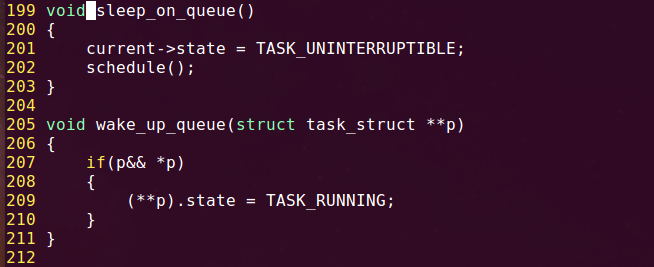 199 void sleep_on_queue()
200 {
201     current->state = TASK_UNINTERRUPTIBLE;
202     schedule();
203 }
204
205 void wake_up_queue(struct task_struct **p)
206 {
207     if(p&& *p)
208     {
209         (**p).state = TASK_RUNNING;
210     }
211 }
212